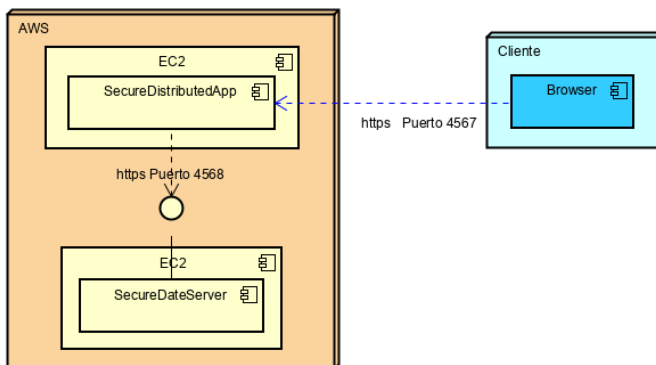 AWS
EC2
SecureDistributedApp
https Puerto 4568
EC2
SecureDateServer
https Puerto 4567
Cliente
Browser